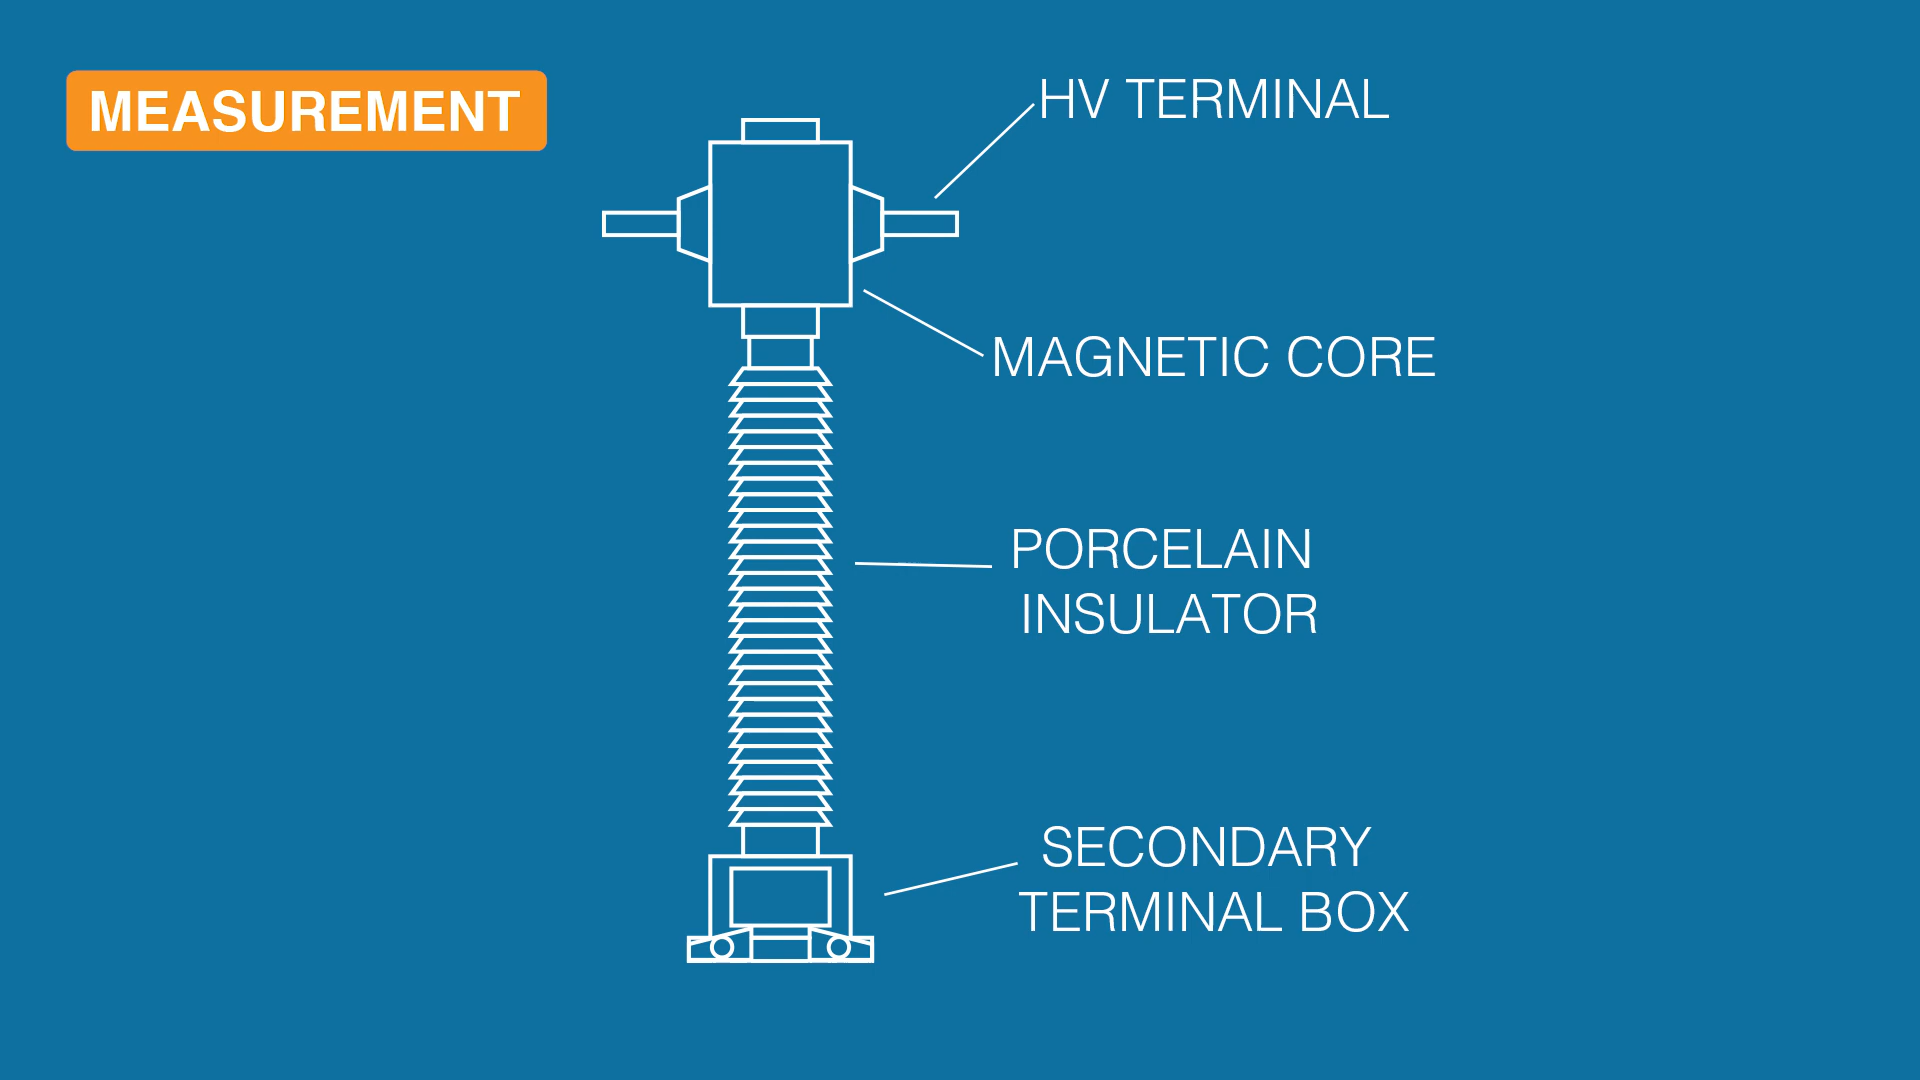 MEASUREMENT
HV TERMINAL
MAGNETIC CORE
PORCELAIN
INSULATOR
SECONDARY
TERMINAL BOX